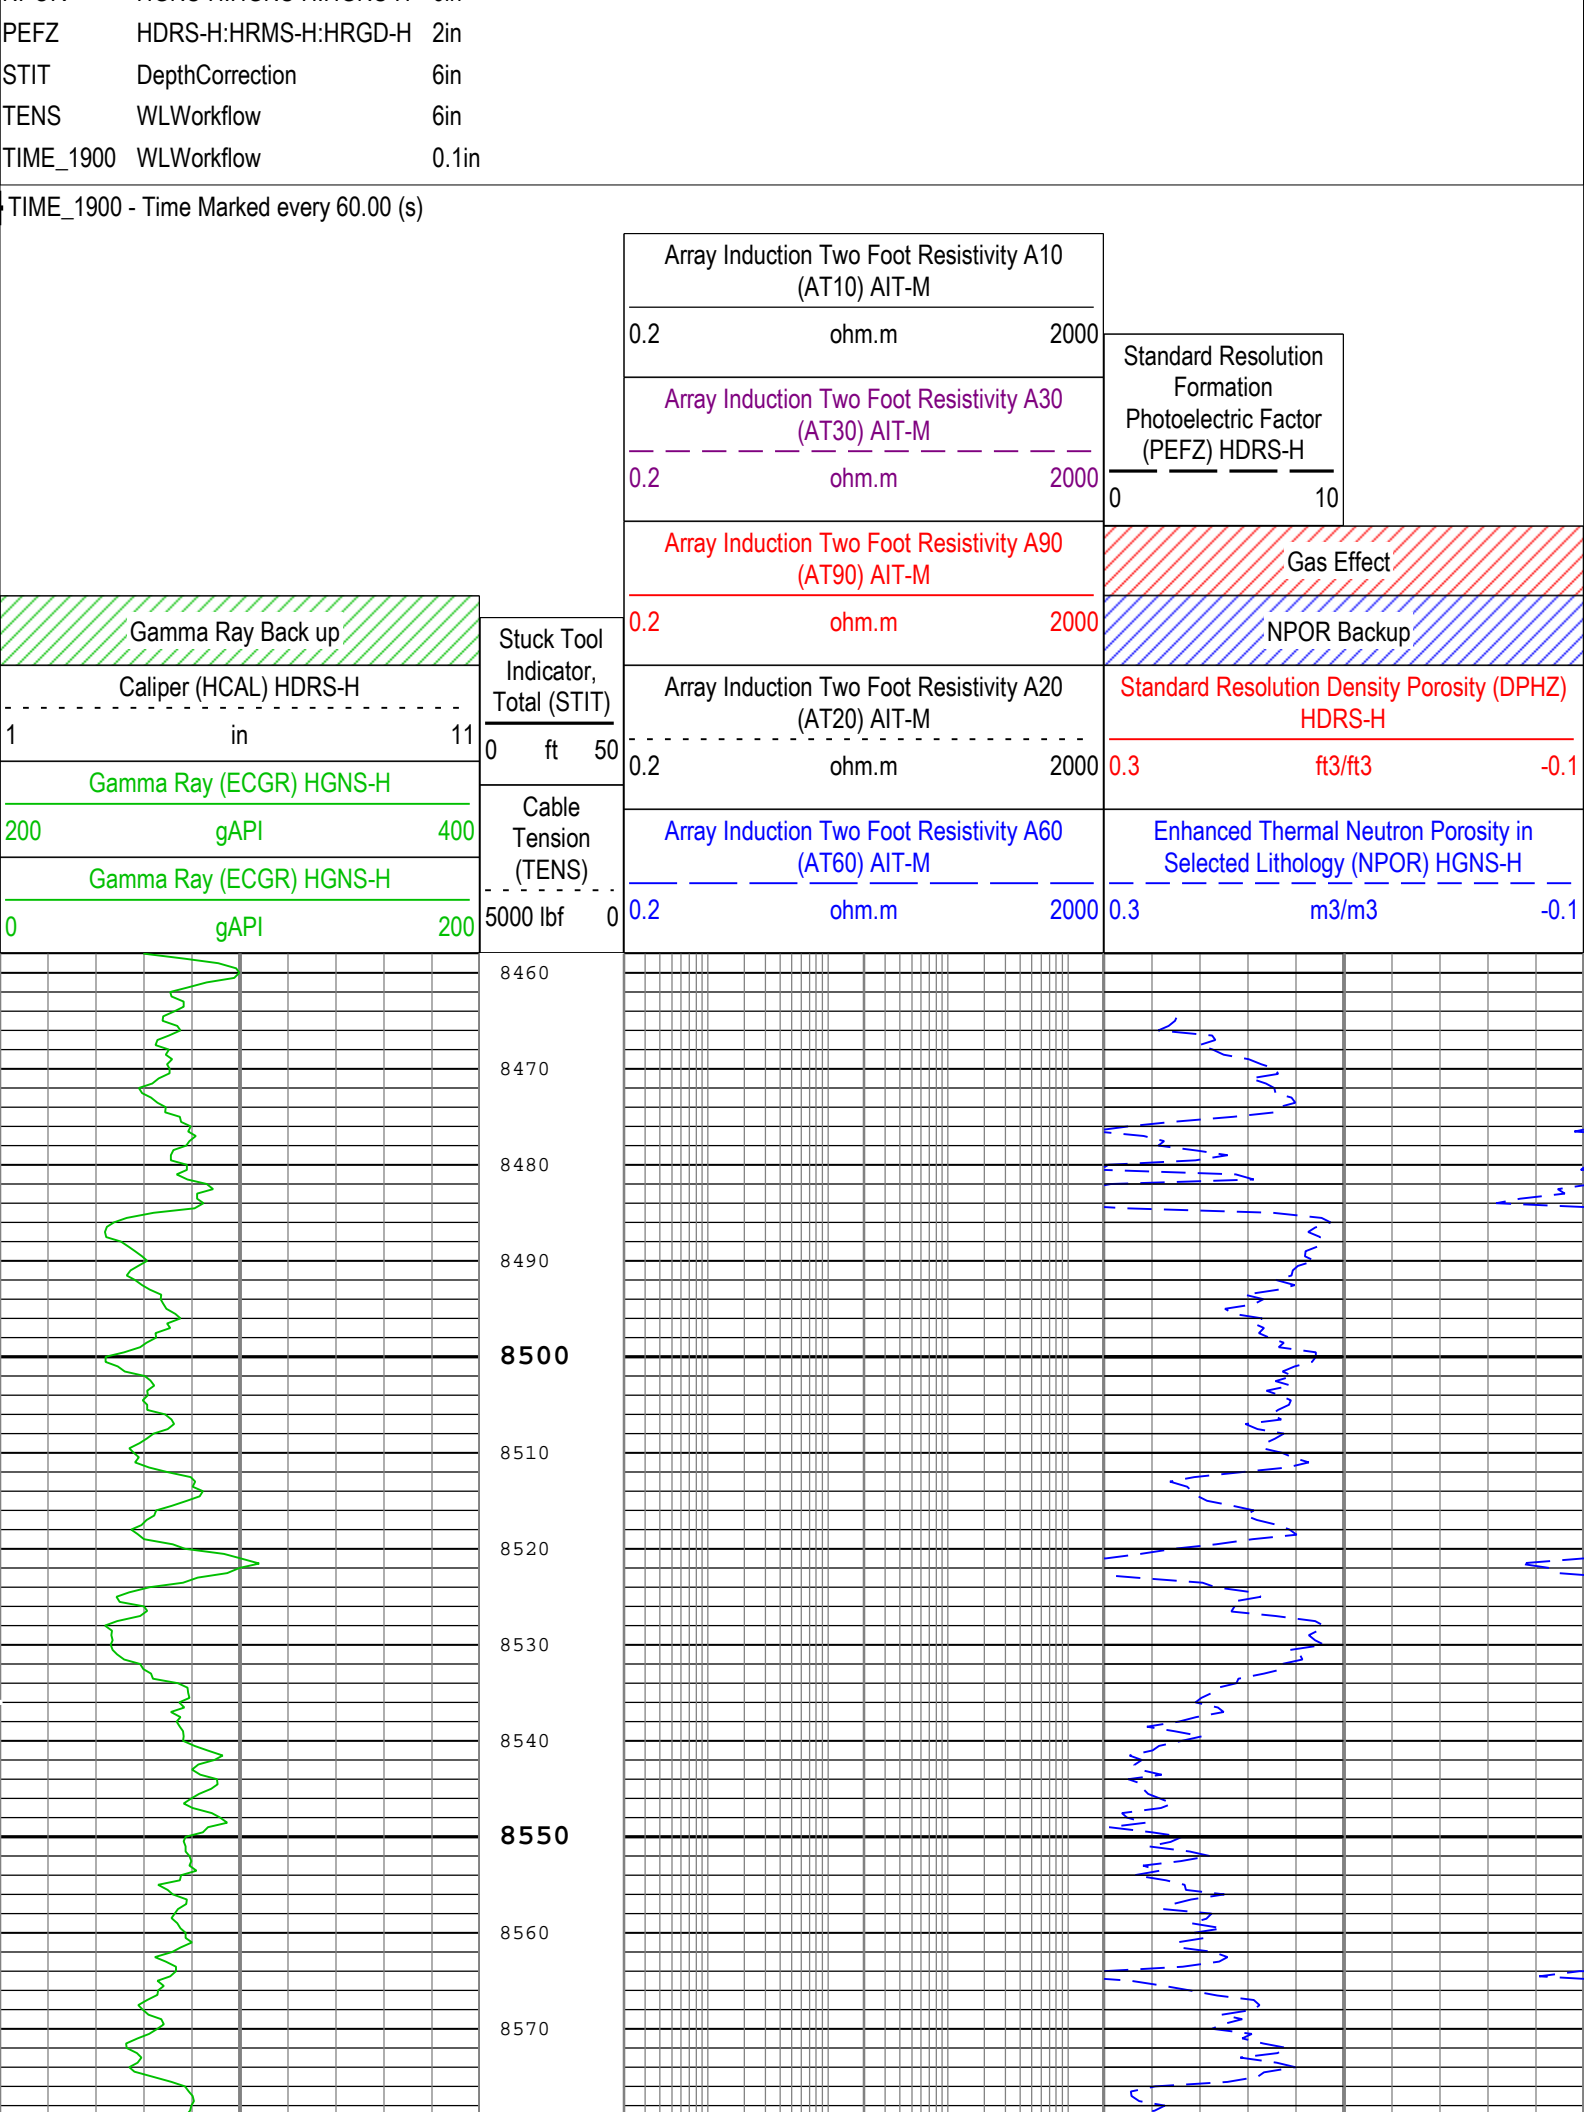 PEFZ HDRS-H:HRMS-H:HRGD-H 2in
STIT DepthCorrection 6in
TENS WLWorkflow 6in
TIME_1900 WLWorkflow 0.1in
TIME_1900 - Time Marked every 60.00 (s)
Gamma Ray Back up
Caliper (HCAL) HDRS-H
1 in 11
Gamma Ray (ECGR) HGNS-H
200 gAPI 400
Gamma Ray (ECGR) HGNS-H
0 gAPI 200
Stuck Tool
Indicator,
Total (STIT)
0 ft 50
Cable
Tension
(TENS)
5000 lbf 0
Array Induction Two Foot Resistivity A10
(AT10) AIT-M
0.2 ohm.m 2000
Array Induction Two Foot Resistivity A30
(AT30) AIT-M
0.2 ohm.m 2000
Array Induction Two Foot Resistivity A90
(AT90) AIT-M
0.2 ohm.m 2000
Array Induction Two Foot Resistivity A20
(AT20) AIT-M
0.2 ohm.m 2000
Array Induction Two Foot Resistivity A60
(AT60) AIT-M
0.2 ohm.m 2000
Standard Resolution
Formation
Photoelectric Factor
(PEFZ) HDRS-H
0 10
Gas Effect
NPOR Backup
Standard Resolution Density Porosity (DPHZ)
HDRS-H
0.3 ft3/ft3 -0.1
Enhanced Thermal Neutron Porosity in
Selected Lithology (NPOR) HGNS-H
0.3 m3/m3 -0.1
8460
8470
8480
8490
8500
8510
8520
8530
8540
8550
8560
8570